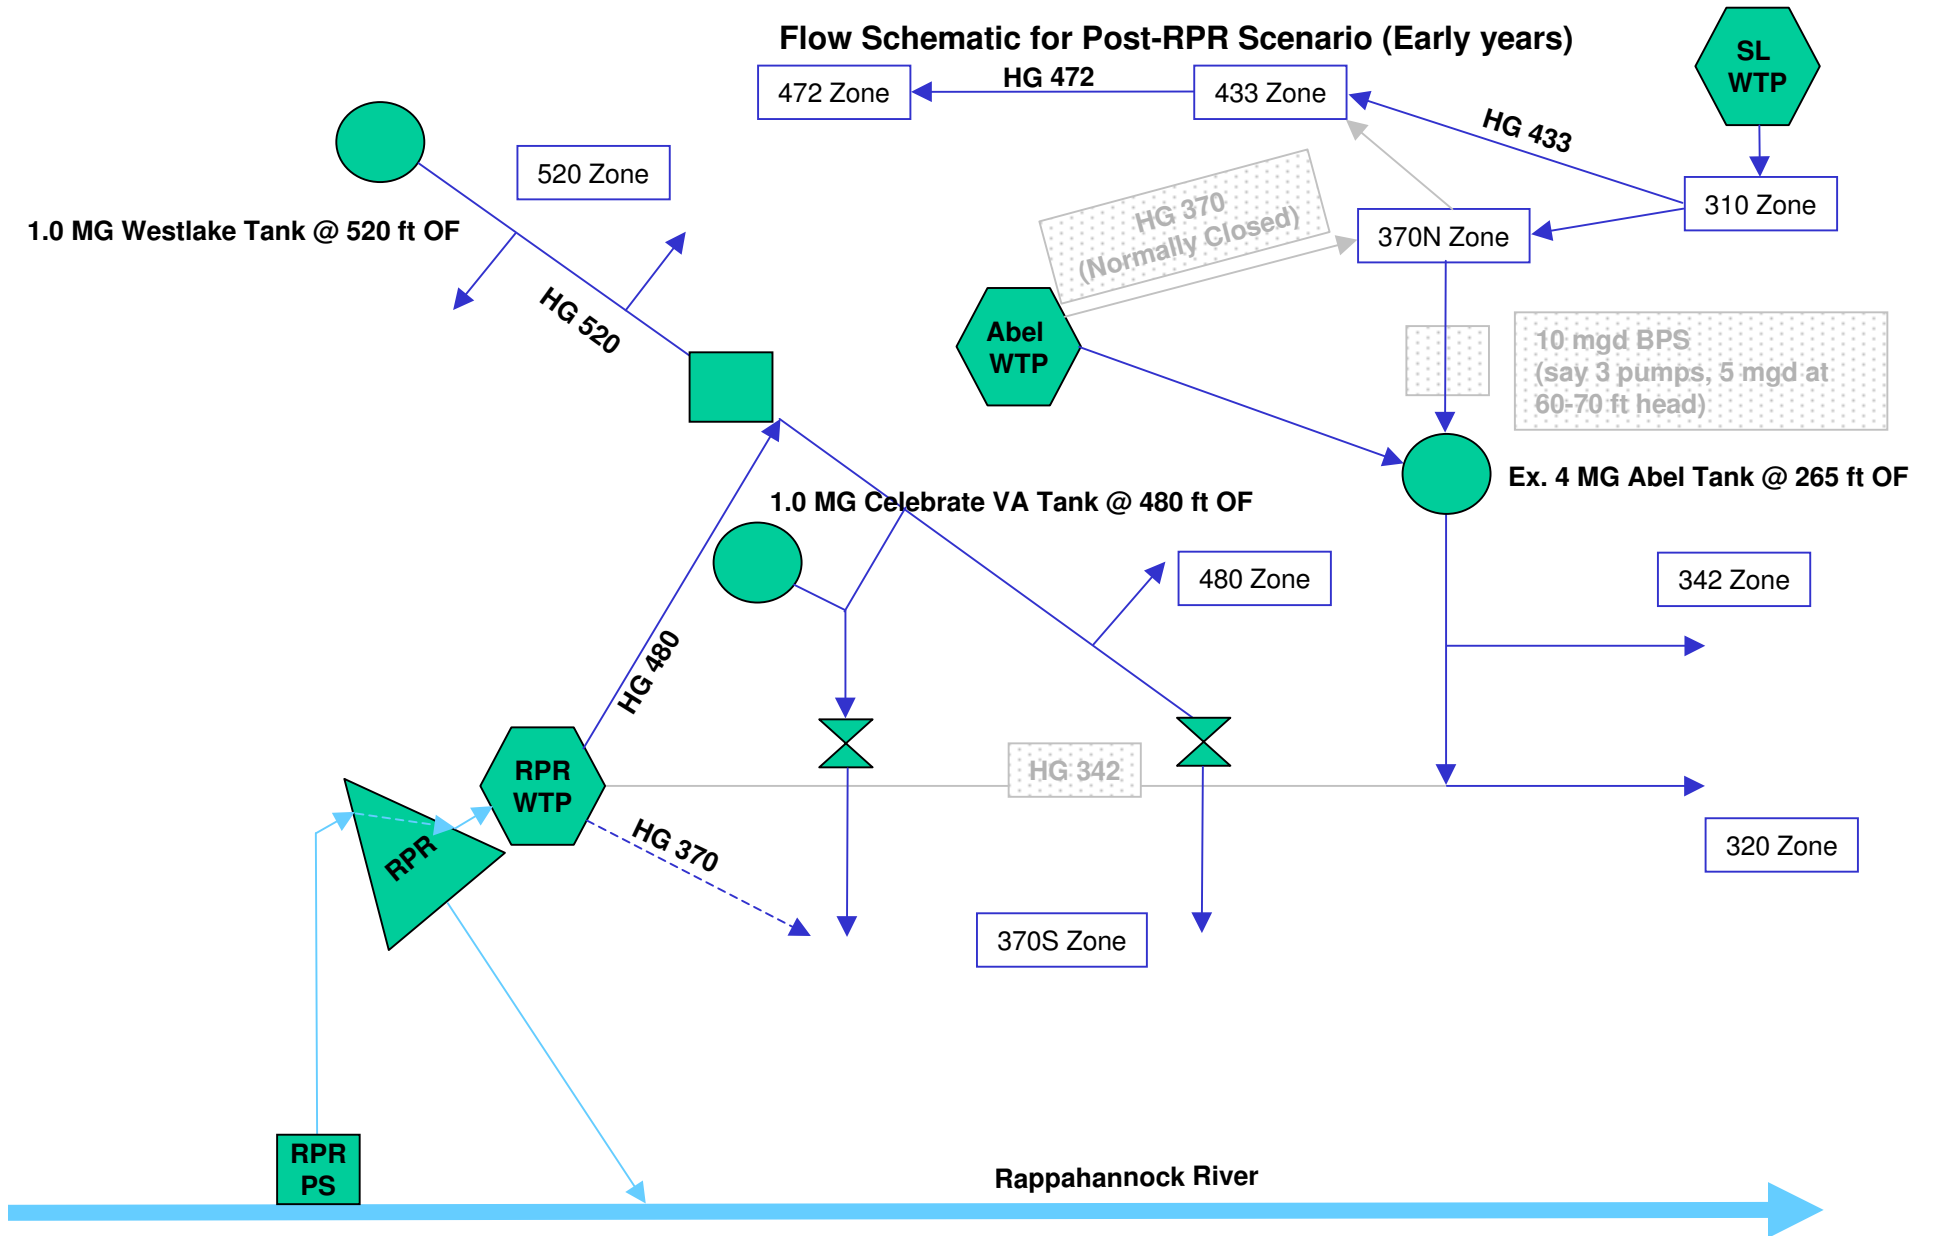 Flow Schematic for Post-RPR Scenario (Early years)
SL
WTP
472 Zone
HG 472
433 Zone
HG 433
520 Zone
310 Zone
HG 370
(Normally Closed)
370N Zone
1.0 MG Westlake Tank @ 520 ft OF
HG 520
Abel
WTP
10 mgd BPS
(say 3 pumps, 5 mgd at
60-70 ft head)
Ex. 4 MG Abel Tank @ 265 ft OF
1.0 MG Celebrate VA Tank @ 480 ft OF
480 Zone
342 Zone
HG 480
RPR
WTP
HG 342
HG 370
RPR
320 Zone
370S Zone
RPR
PS
Rappahannock River